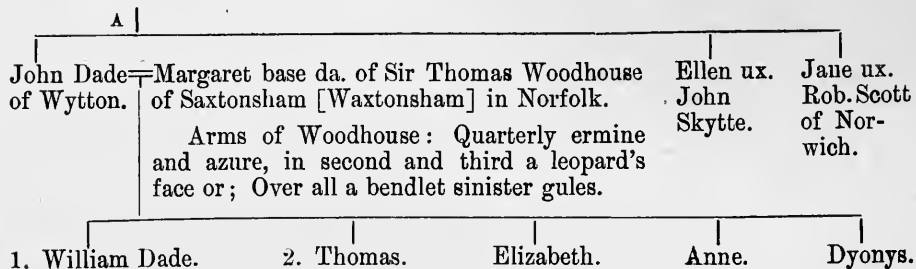 A
John Dade=Margaret base da. of Sir Thomas Woodhouse
of Wytton. of Saxtonsham [Waxtonsham] in Norfolk.
Arms of Woodhouse: Quarterly ermine
and azure, in second and third a leopard's
face or; Over all a bendlet sinister gules.
Ellen ux.
John
Skytte.
Jane ux.
Rob. Scott
of Nor-
wich.
1. William Dade. 2. Thomas. Elizabeth. Anne. Dyonys.